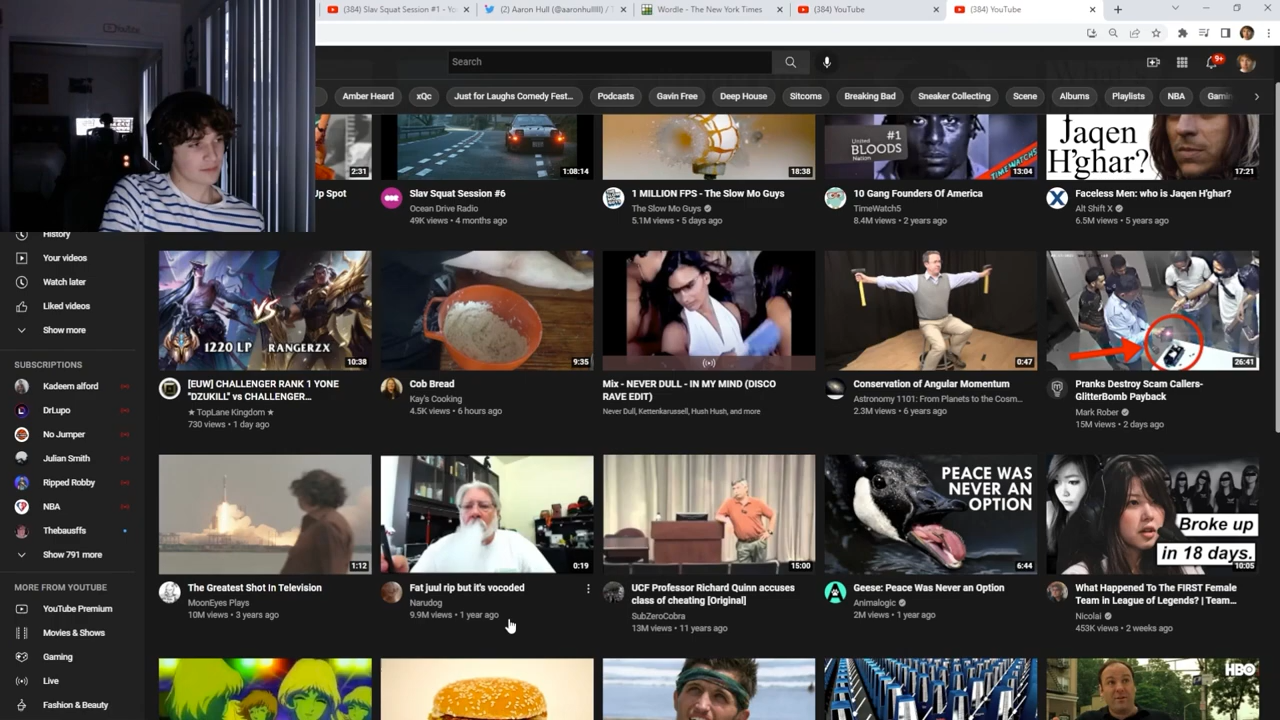 (384) Slav Squat Session #1 - Yo
(2) Aaron Hull (@aaronhullll) / T
Wordle - The New York Times
(384) YouTube
(384) YouTube
Search
9+
Amber Heard
xQc
Just for Laughs Comedy Fest...
Podcasts
Gavin Free
Deep House
Sitcoms
Breaking Bad
Sneaker Collecting
Scene
Albums
Playlists
NBA
Gamin
2:31
1:08:14
18:38
United
BLOODS
Nation
#1
TIMEWATCH5
13:04
Jaqen
H'ghar?
17:21
Up Spot
Slav Squat Session #6
Ocean Drive Radio
49K views • 4 months ago
1 MILLION FPS - The Slow Mo Guys
The Slow Mo Guys
5.1M views • 5 days ago
10 Gang Founders Of America
TimeWatch5
8.4M views • 2 years ago
Faceless Men: who is Jaqen H'ghar?
Alt Shift X
6.5M views • 5 years ago
History
Your videos
Watch later
Liked videos
Show more
SUBSCRIPTIONS
Kadeem alford
DrLupo
No Jumper
Julian Smith
Ripped Robby
NBA
Thebausffs
Show 791 more
MORE FROM YOUTUBE
YouTube Premium
Movies & Shows
Gaming
Live
Fashion & Beauty
VS
1220 LP
RANGERZX
10:38
9:35
0:47
26:41
[EUW] CHALLENGER RANK 1 YONE
"DZUKILL" vs CHALLENGER...
★ TopLane Kingdom ★
730 views • 1 day ago
Cob Bread
Kay's Cooking
4.5K views • 6 hours ago
Mix - NEVER DULL - IN MY MIND (DISCO
RAVE EDIT)
Never Dull, Kettenkarussell, Hush Hush, and more
Conservation of Angular Momentum
Astronomy 1101: From Planets to the Cosm...
2.3M views • 6 years ago
Pranks Destroy Scam Callers-
GlitterBomb Payback
Mark Rober
15M views • 2 days ago
1:12
0:19
15:00
PEACE WAS
NEVER AN
OPTION
6:44
Broke up
in 18 days.
10:05
The Greatest Shot In Television
MoonEyes Plays
10M views • 3 years ago
Fat juul rip but it's vocoded
Narudog
9.9M views • 1 year ago
UCF Professor Richard Quinn accuses
class of cheating [Original]
SubZeroCobra
13M views • 11 years ago
Geese: Peace Was Never an Option
Animalogic
2M views • 1 year ago
What Happened To The FIRST Female
Team in League of Legends? | Team...
Nicolai
453K views • 2 weeks ago
HBO